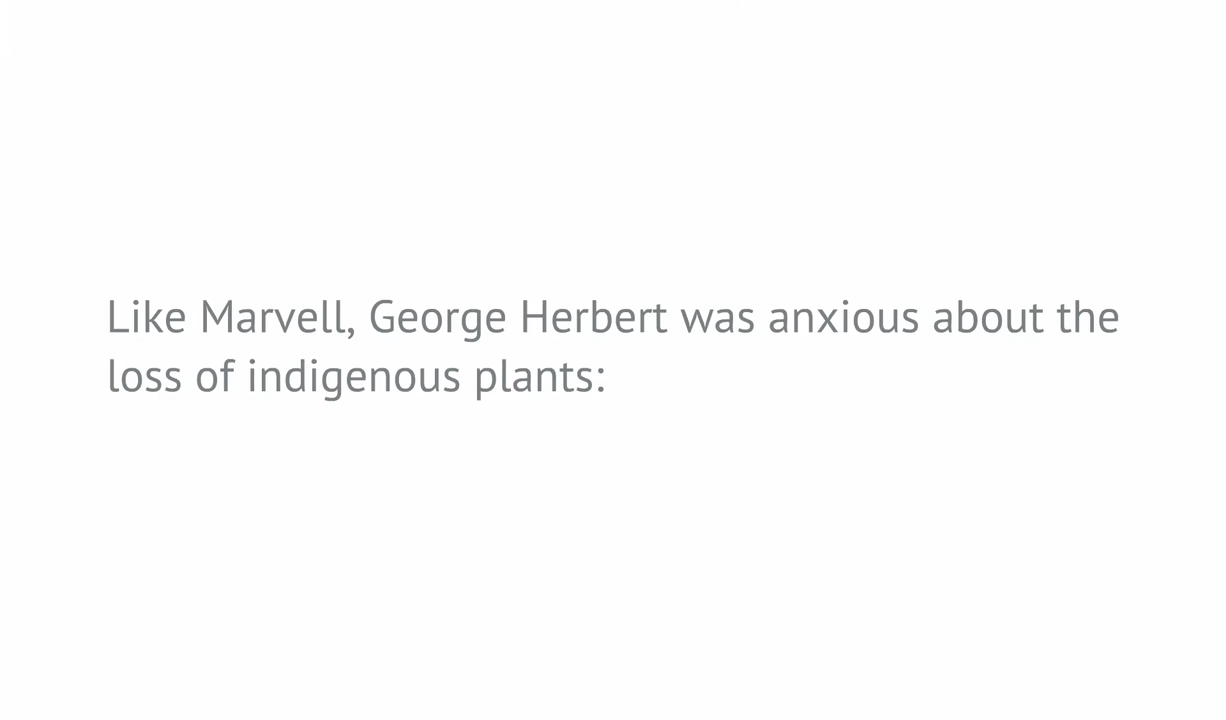 Like Marvell, George Herbert was anxious about the
loss of indigenous plants: